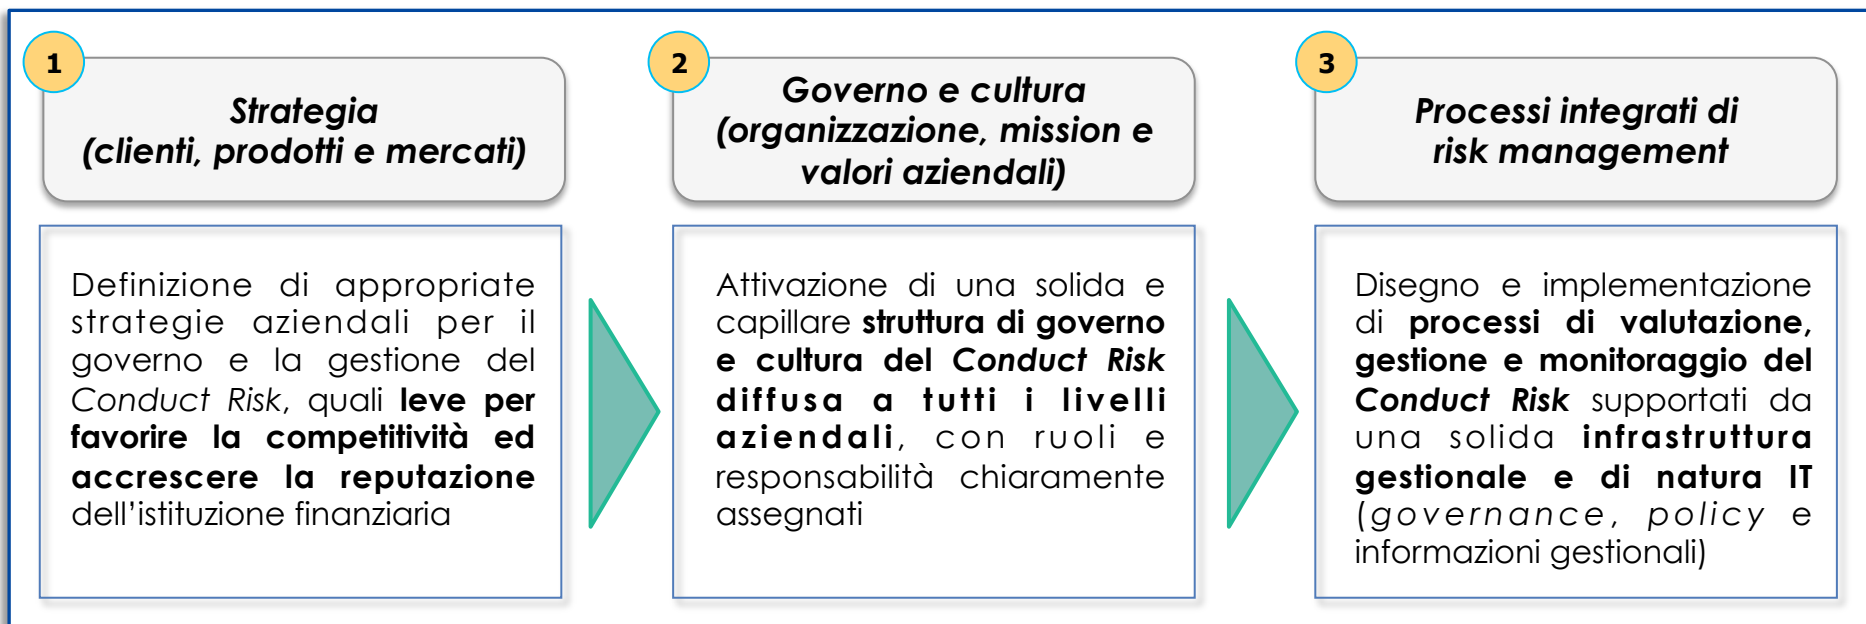 1
Strategia
(clienti, prodotti e mercati)
Definizione di appropriate
strategie aziendali per il
governo e la gestione del
Conduct Risk, quali leve per
favorire la competitività ed
accrescere la reputazione
dell’istituzione finanziaria
2
Governo e cultura
(organizzazione, mission e
valori aziendali)
Attivazione di una solida e
capillare struttura di governo
e cultura del Conduct Risk
diffusa a tutti i livelli
aziendali, con ruoli e
responsabilità chiaramente
assegnati
3
Processi integrati di
risk management
Disegno e implementazione
di processi di valutazione,
gestione e monitoraggio del
Conduct Risk supportati da
una solida infrastruttura
gestionale e di natura IT
(governance, policy e
informazioni gestionali)